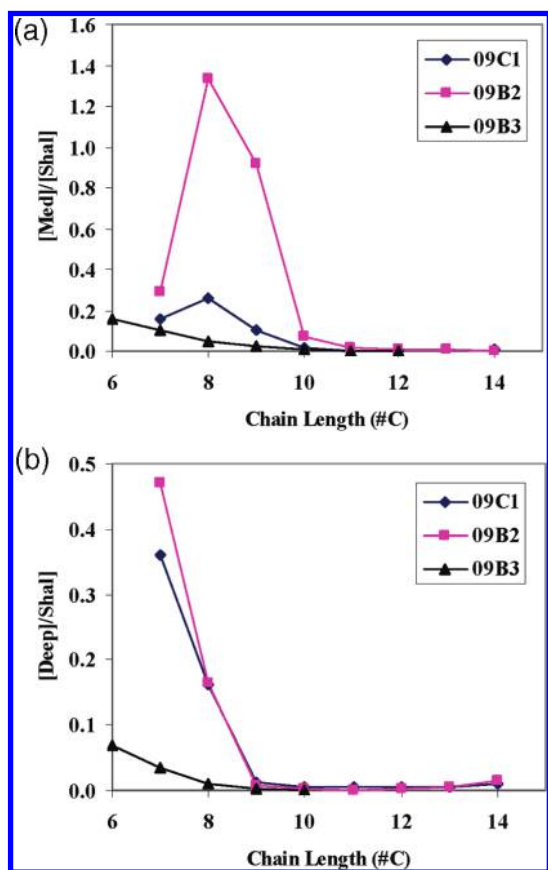 (a)
1.6
1.4
1.2
1.0
0.8
0.6
0.4
0.2
0.0
[Med]/[Shal]
09C1
09B2
09B3
6 8 10 12 14
Chain Length (#C)
(b)
0.5
0.4
0.3
0.2
0.1
0.0
[Deep]/Shal]
09C1
09B2
09B3
6 8 10 12 14
Chain Length (#C)